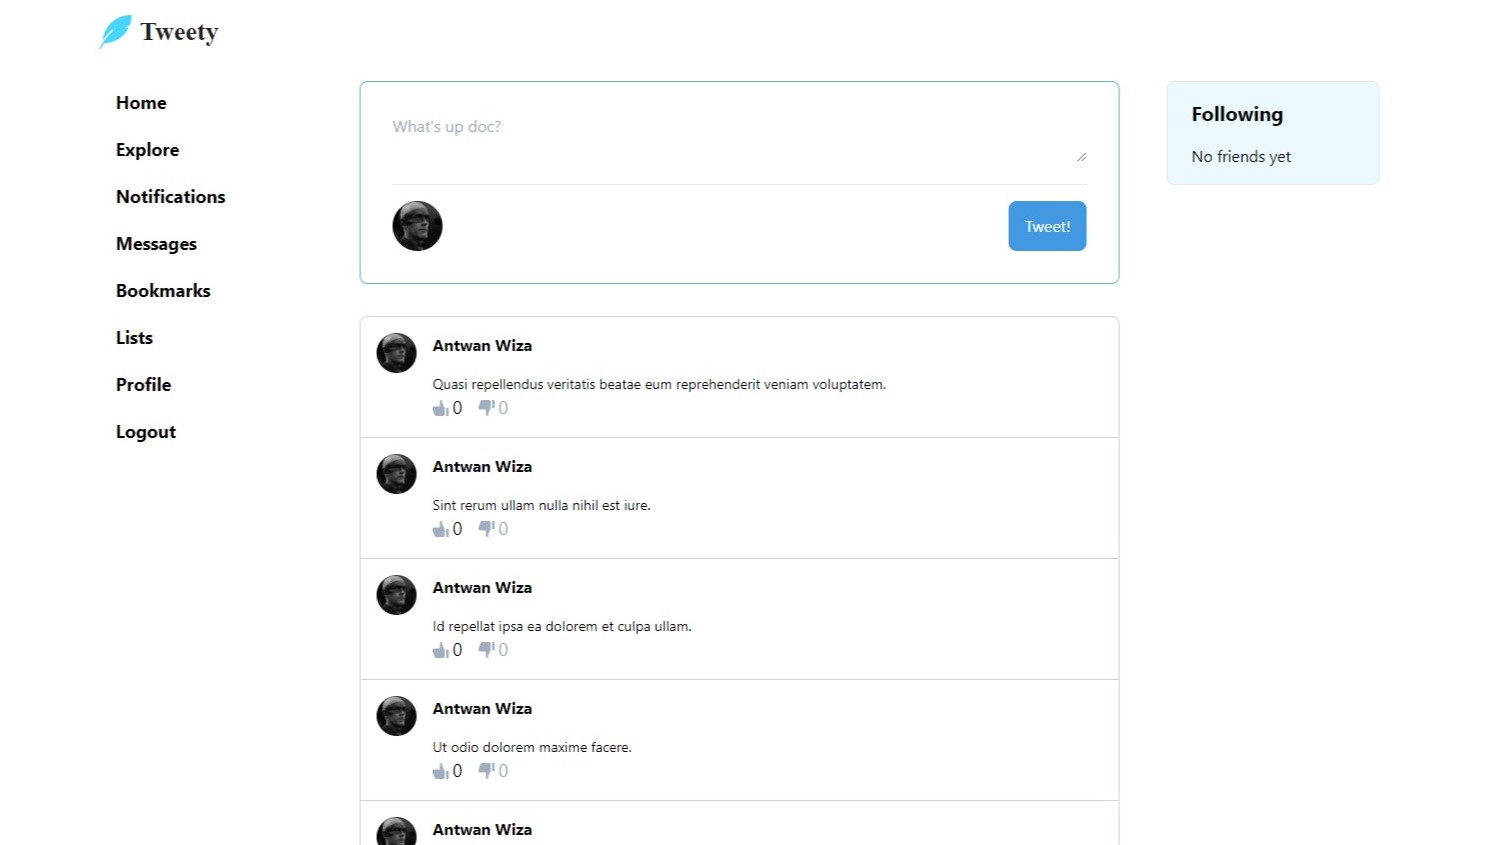 Tweety
Home
Explore
Notifications
Messages
Bookmarks
Lists
Profile
Logout
What's up doc?
Tweet!
Antwan Wiza
Quasi repellendus veritatis beatae eum reprehenderit veniam voluptatem.
0 0
Antwan Wiza
Sint rerum ullam nulla nihil est iure.
0 0
Antwan Wiza
Id repellat ipsa ea dolorem et culpa ullam.
0 0
Antwan Wiza
Ut odio dolorem maxime facere.
0 0
Antwan Wiza
Following
No friends yet